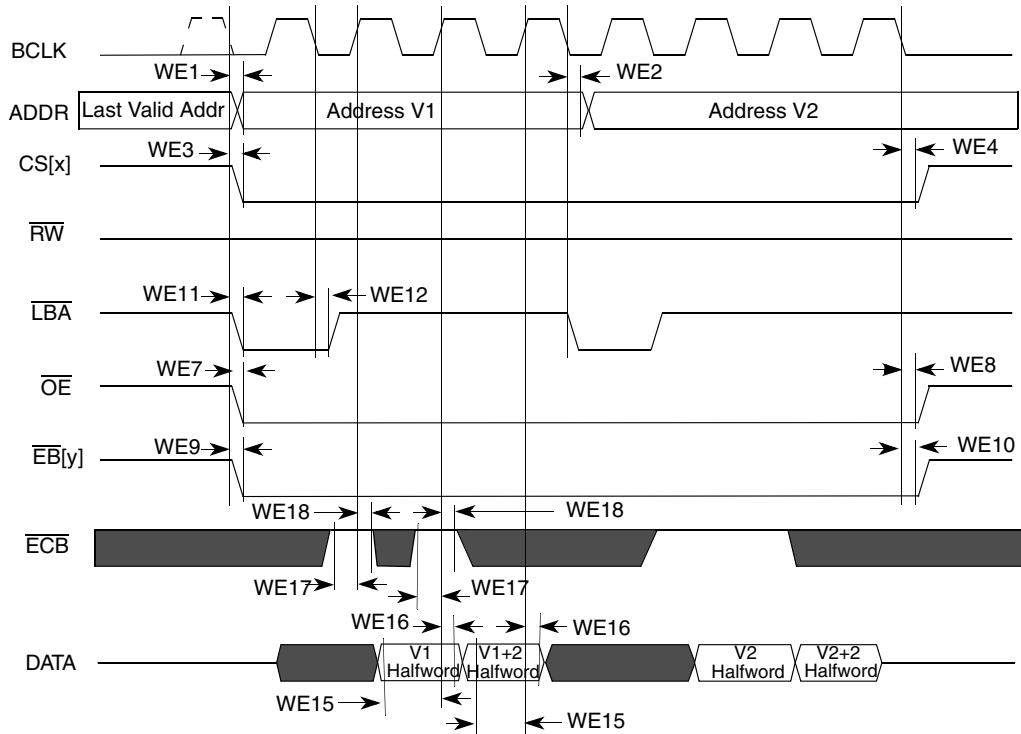 BCLK
WE1
WE2
ADDR
Last Valid Addr
Address V1
Address V2
WE3
WE4
CS[x]
RW
WE11
WE12
LBA
WE7
WE8
OE
WE9
WE10
EB[y]
WE18
WE18
ECB
WE17
WE17
WE16
WE16
DATA
V1
Halfword
V1+2
Halfword
V2
Halfword
V2+2
Halfword
WE15
WE15